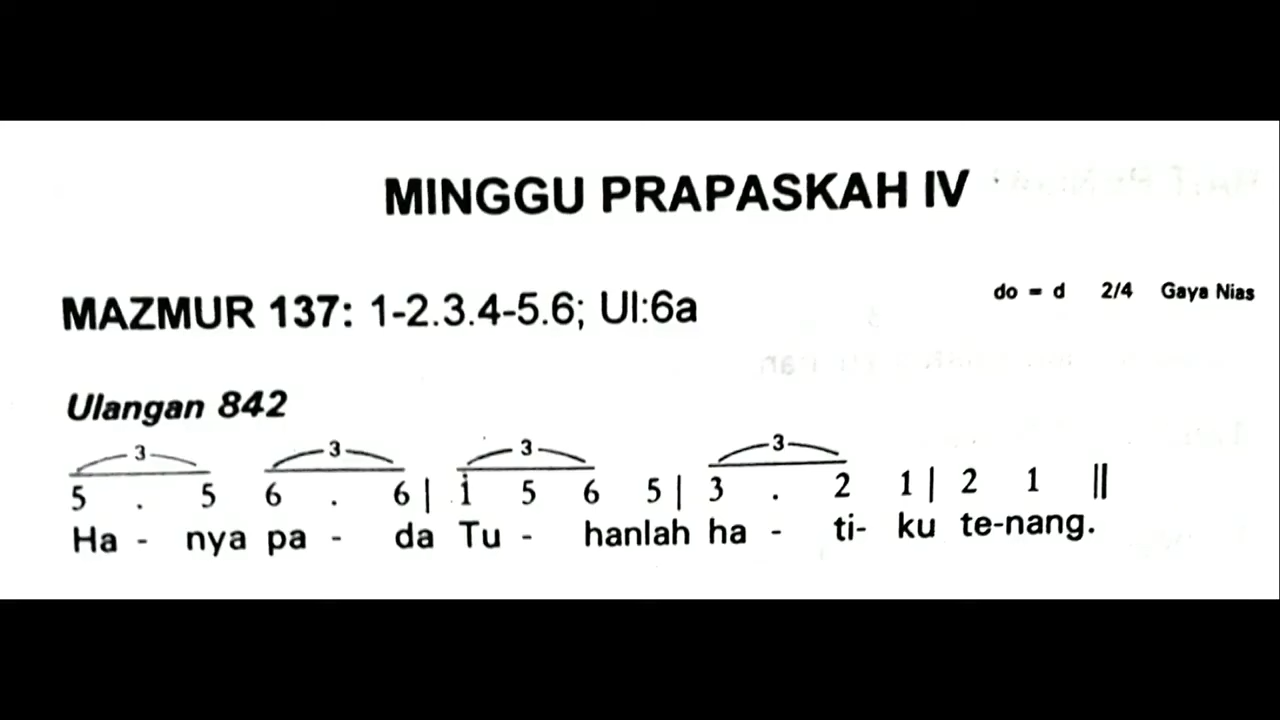 MINGGU PRAPASKAH IV
MAZMUR 137: 1-2.3.4-5.6; Ul:6a
do = d 2/4 Gaya Nias
Ulangan 842
3 3 3 3
5 . 5 6 . 6 | i 5 6 5 | 3 . 2 1 | 2 1 ||
Ha - nya pa - da Tu - hanlah ha - ti- ku te-nang.